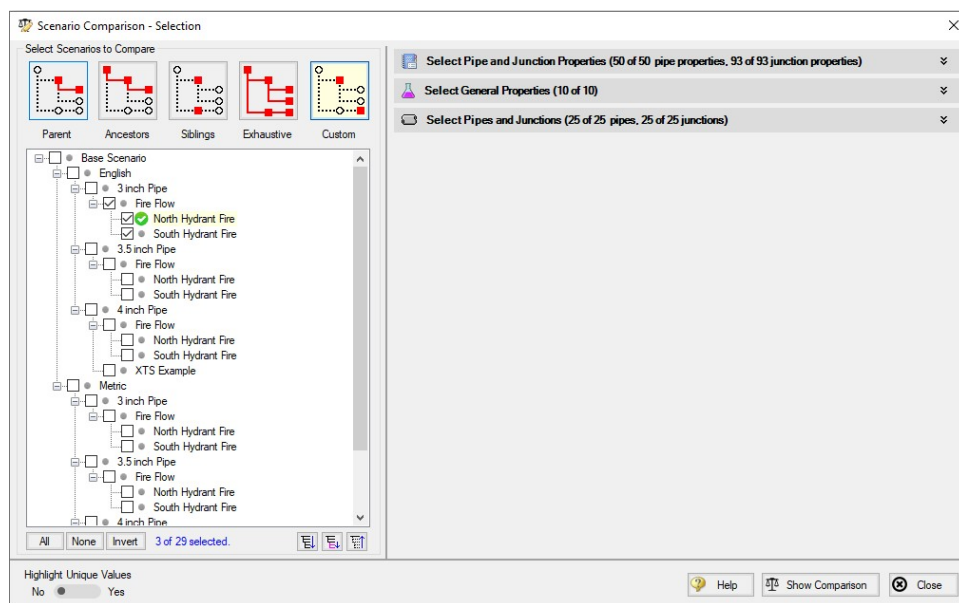 Scenario Comparison - Selection
Select Scenarios to Compare
Parent Ancestors Siblings Exhaustive Custom
Base Scenario
English
3 inch Pipe
Fire Flow
North Hydrant Fire
South Hydrant Fire
3.5 inch Pipe
Fire Flow
North Hydrant Fire
South Hydrant Fire
4 inch Pipe
Fire Flow
North Hydrant Fire
South Hydrant Fire
XTS Example
Metric
3 inch Pipe
Fire Flow
North Hydrant Fire
South Hydrant Fire
3.5 inch Pipe
Fire Flow
North Hydrant Fire
South Hydrant Fire
4 inch Pipe
All None Invert 3 of 29 selected.
Select Pipe and Junction Properties (50 of 50 pipe properties, 93 of 93 junction properties)
Select General Properties (10 of 10)
Select Pipes and Junctions (25 of 25 pipes, 25 of 25 junctions)
Highlight Unique Values
No Yes
Help Show Comparison Close